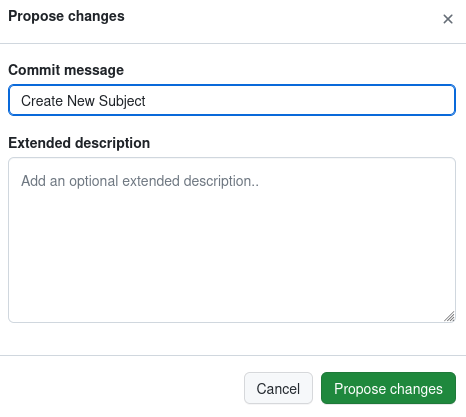 Propose changes
Commit message
Create New Subject
Extended description
Add an optional extended description..
Cancel
Propose changes